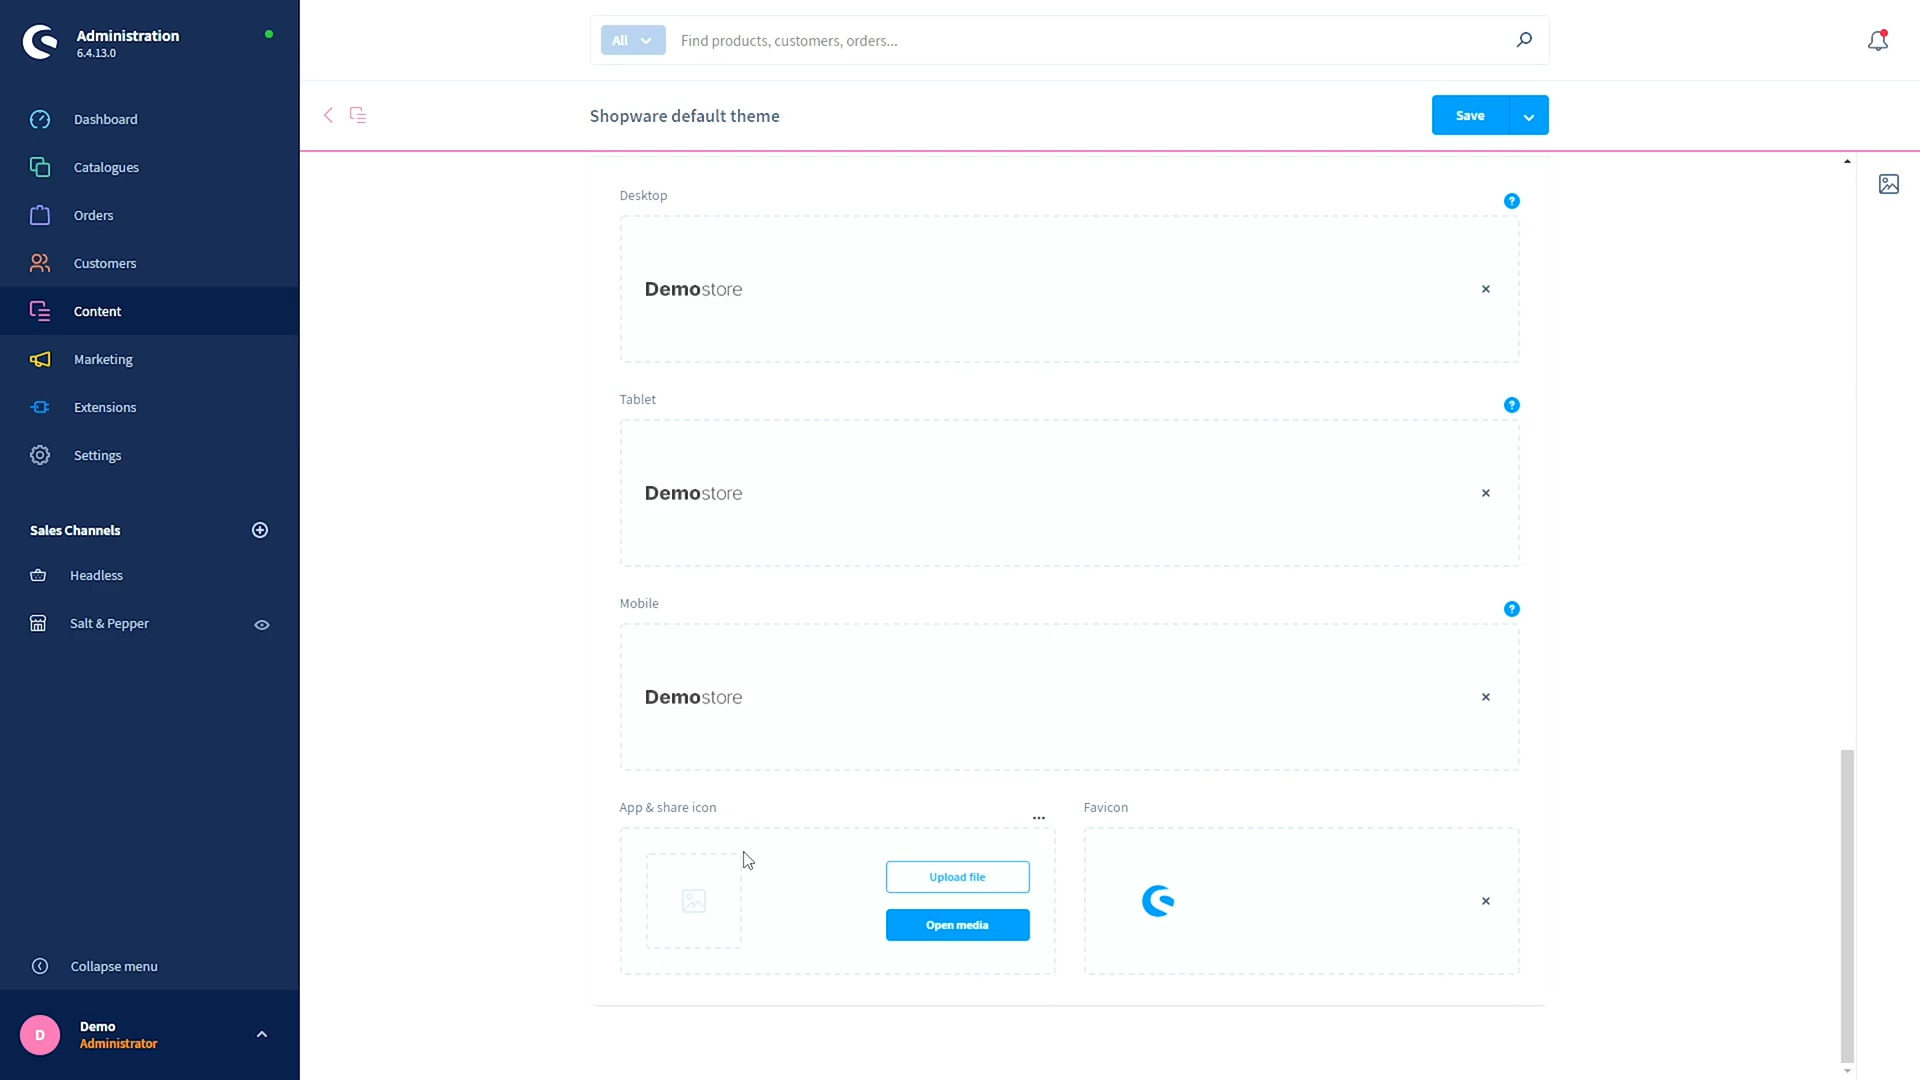 Administration
6.4.13.0
All
Find products, customers, orders...
Dashboard
Catalogues
Orders
Customers
Content
Marketing
Extensions
Settings
Sales Channels
Headless
Salt & Pepper
Collapse menu
D
Demo
Administrator
Shopware default theme
Save
Desktop
?
Demostore
Tablet
?
Demostore
Mobile
?
Demostore
App & share icon
Upload file
Open media
Favicon